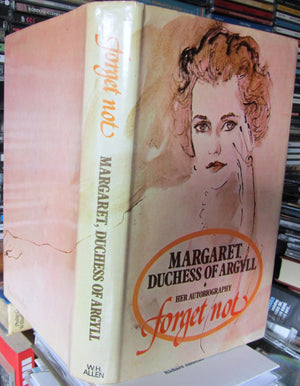 forget not
MARGARET, DUCHESS OF ARGYLL
W.H.
ALLEN
MARGARET
DUCHESS OF ARGYLL
HER AUTOBIOGRAPHY
forget not